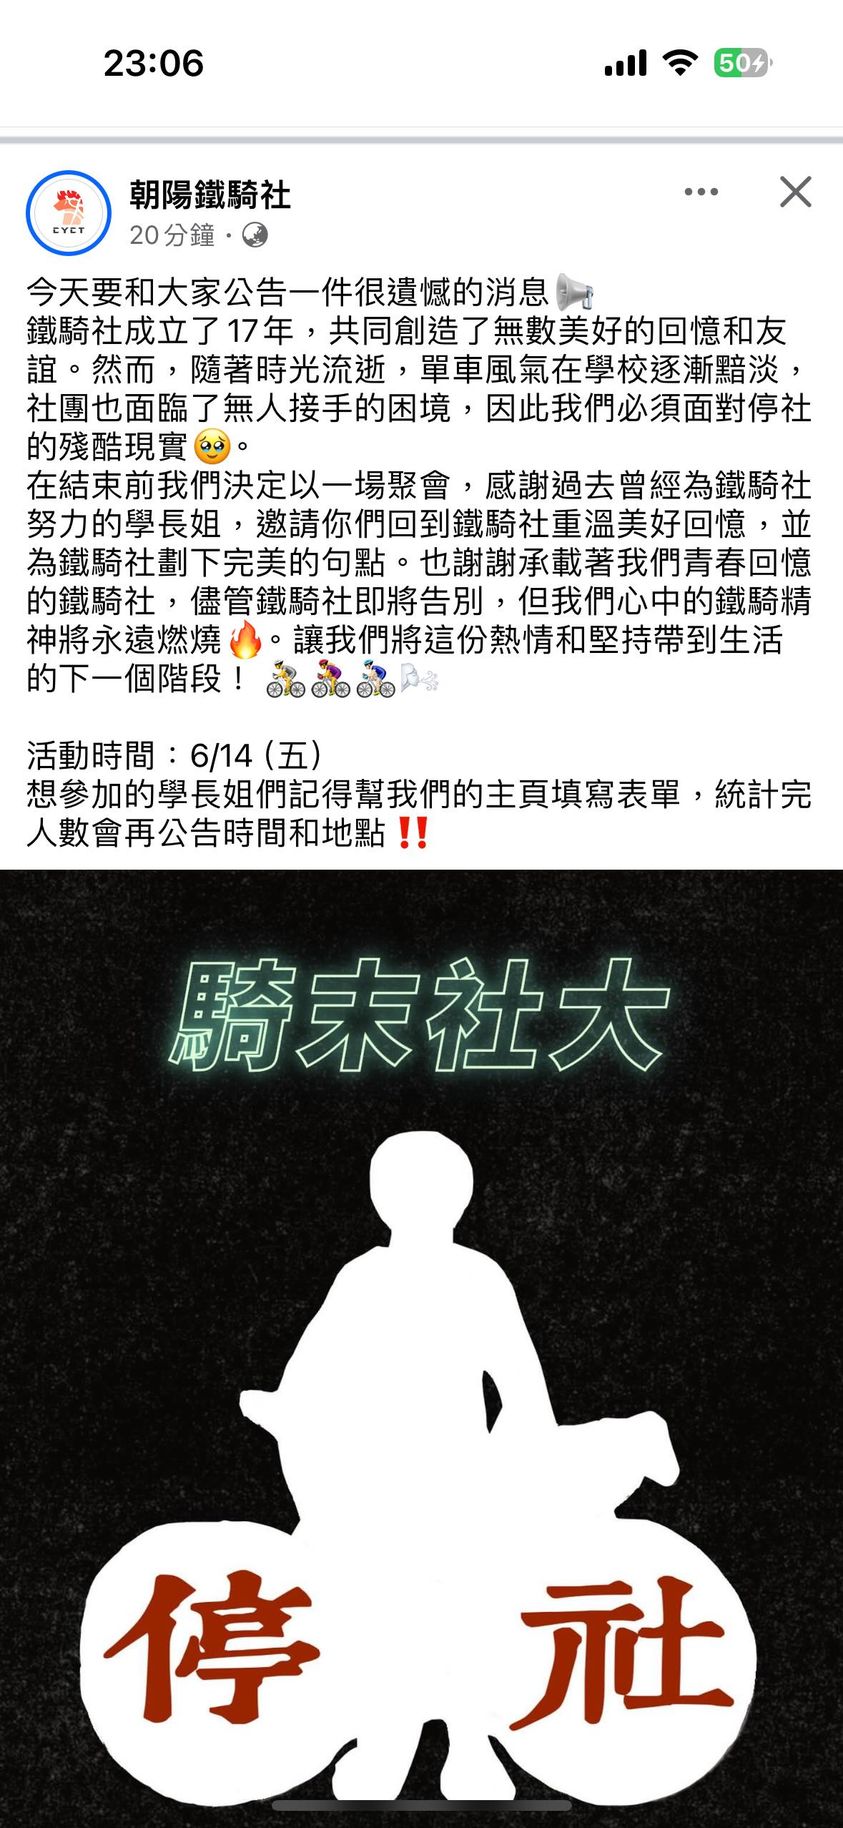 23:06
50
朝陽鐵騎社
CYCT
20分鐘·
今天要和大家公告一件很遺憾的消息📢
鐵騎社成立了17年，共同創造了無數美好的回憶和友
誼。然而，隨著時光流逝，單車風氣在學校逐漸黯淡，
社團也面臨了無人接手的困境，因此我們必須面對停社
的殘酷現實🥹。
在結束前我們決定以一場聚會，感謝過去曾經為鐵騎社
努力的學長姐，邀請你們回到鐵騎社重溫美好回憶，並
為鐵騎社劃下完美的句點。也謝謝承載著我們青春回憶
的鐵騎社，儘管鐵騎社即將告別，但我們心中的鐵騎精
神將永遠燃燒🔥。讓我們將這份熱情和堅持帶到生活
的下一個階段！🚴🚴🚴🌬️
活動時間：6/14（五）
想參加的學長姐們記得幫我們的主頁填寫表單，統計完
人數會再公告時間和地點‼️
騎末社大
停 社